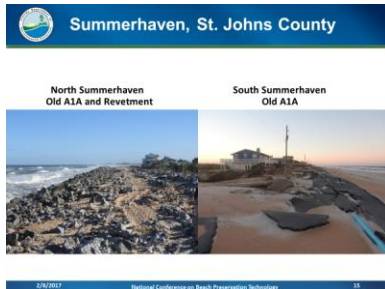 Summerhaven, St. Johns County
North Summerhaven
Old A1A and Revetment
South Summerhaven
Old A1A
2/8/2017
National Conference on Beach Preservation Technology
15